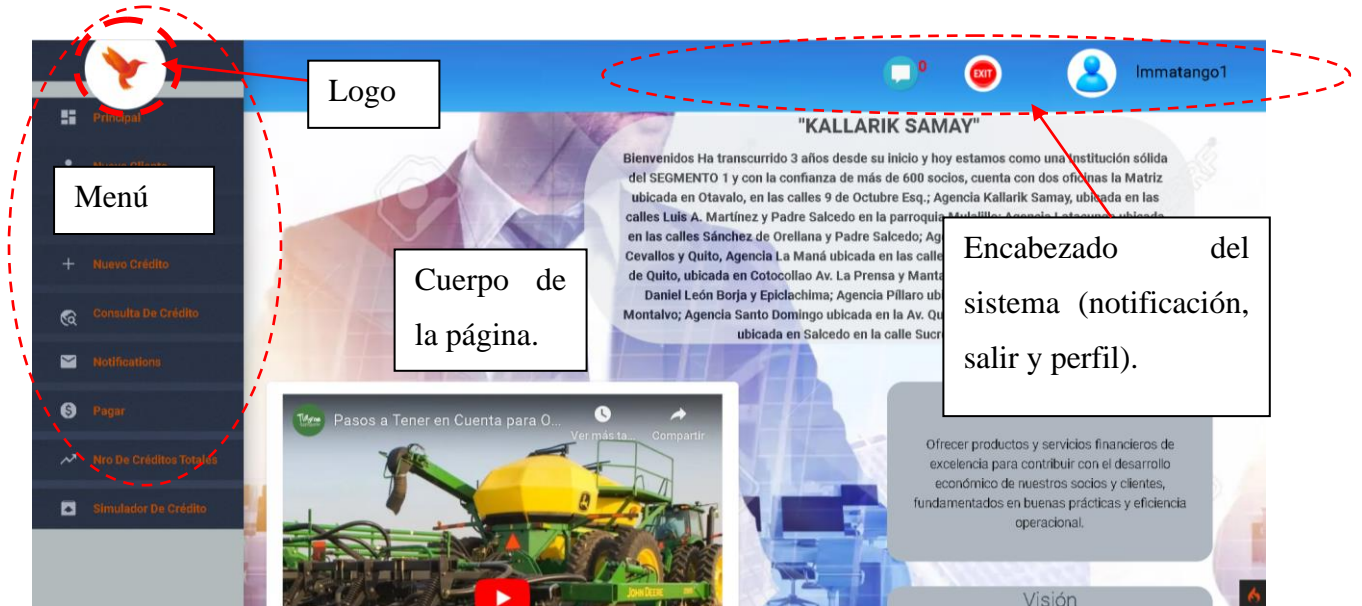 Logo
Menú
Cuerpo de
la página.
Encabezado del
sistema (notificación,
salir y perfil).
0
EXIT
Immatango1
Principal
Nuevo Cliente
Nuevo Crédito
Consulta De Crédito
Notifications
Pagar
Nro De Créditos Totales
Simulador De Crédito
"KALLARIK SAMAY"
Bienvenidos Ha transcurrido 3 años desde su inicio y hoy estamos como una Institución sólida
del SEGMENTO 1 y con la confianza de más de 600 socios, cuenta con dos oficinas la Matriz
ubicada en Otavalo, en las calles 9 de Octubre Esq.; Agencia Kallarik Samay, ubicada en las
calles Luis A. Martínez y Padre Salcedo en la parroquia Mulalillo; Agencia Latacunga ubicada
en las calles Sánchez de Orellana y Padre Salcedo;
Cevallos y Quito, Agencia La Maná ubicada en las
de Quito, ubicada en Cotocollao Av. La Prensa y Manta
Daniel León Borja y Epiclachima; Agencia Píllaro
Montalvo; Agencia Santo Domingo ubicada en la Av.
ubicada en Salcedo en la calle Sucre
Pasos a Tener en Cuenta para O...
Ver más ta...
Compartir
JOHN DEERE
Ofrecer productos y servicios financieros de
excelencia para contribuir con el desarrollo
económico de nuestros socios y clientes,
fundamentados en buenas prácticas y eficiencia
operacional.
Visión